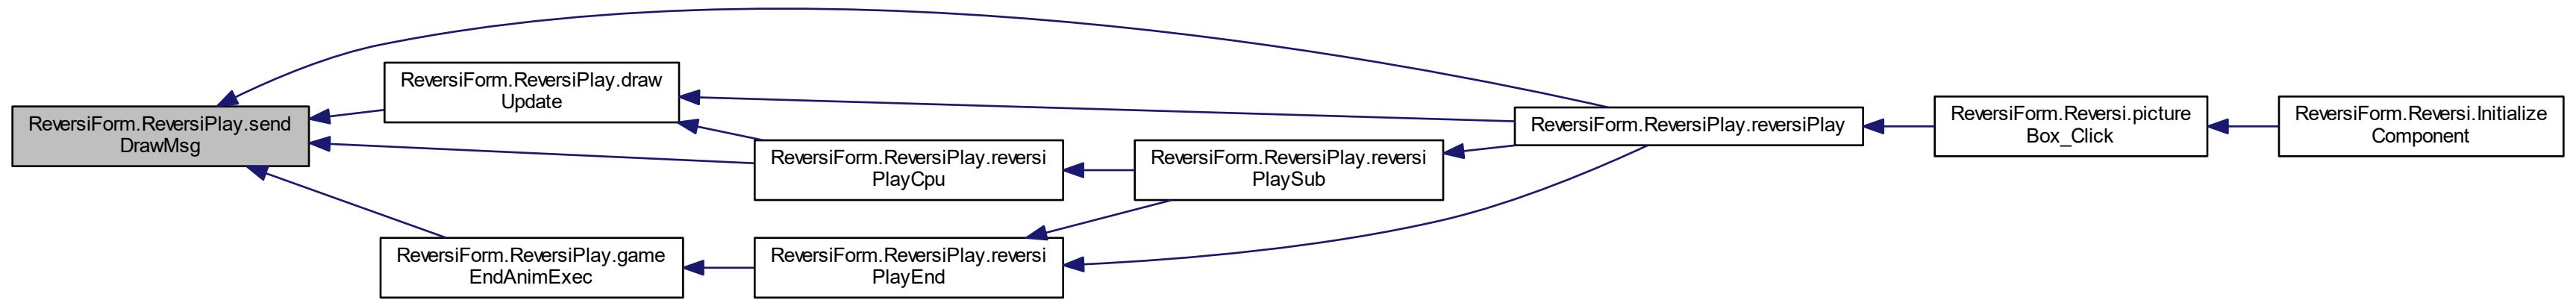 ReversiForm.ReversiPlay.send
DrawMsg
ReversiForm.ReversiPlay.draw
Update
ReversiForm.ReversiPlay.reversi
PlayCpu
ReversiForm.ReversiPlay.game
EndAnimExec
ReversiForm.ReversiPlay.reversi
PlayEnd
ReversiForm.ReversiPlay.reversi
PlaySub
ReversiForm.ReversiPlay.reversiPlay
ReversiForm.Reversi.picture
Box_Click
ReversiForm.Reversi.Initialize
Component